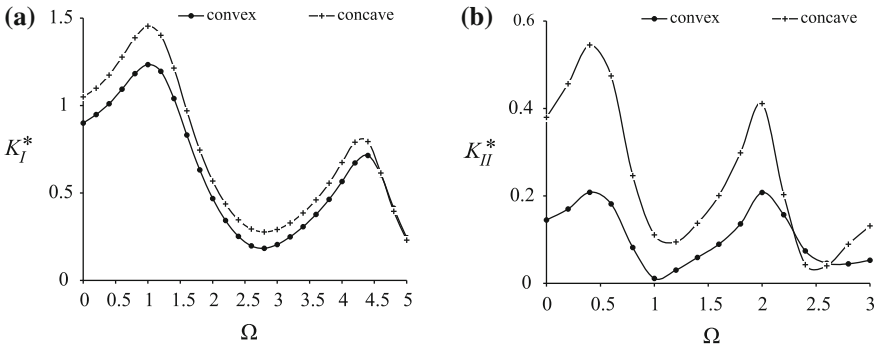 (a)
convex
concave
1.5
1
0.5
0
K_I^*
0 0.5 1 1.5 2 2.5 3 3.5 4 4.5 5
Ω
(b)
convex
concave
0.6
0.4
0.2
0
K_{II}^*
0 0.5 1 1.5 2 2.5 3
Ω